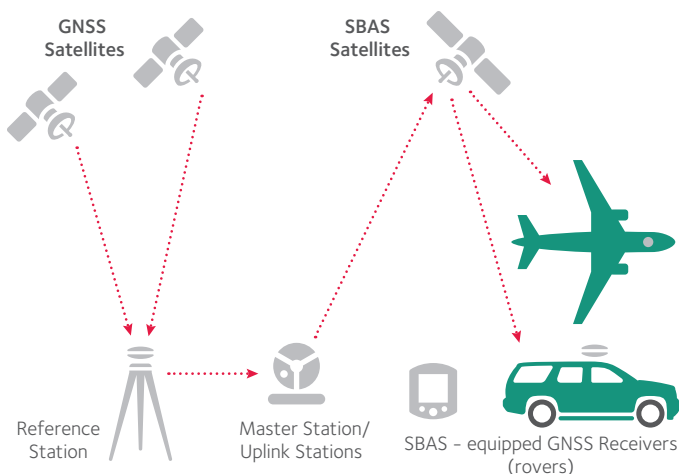 GNSS
Satellites
SBAS
Satellites
Reference
Station
Master Station/
Uplink Stations
SBAS – equipped GNSS Receivers
(rovers)